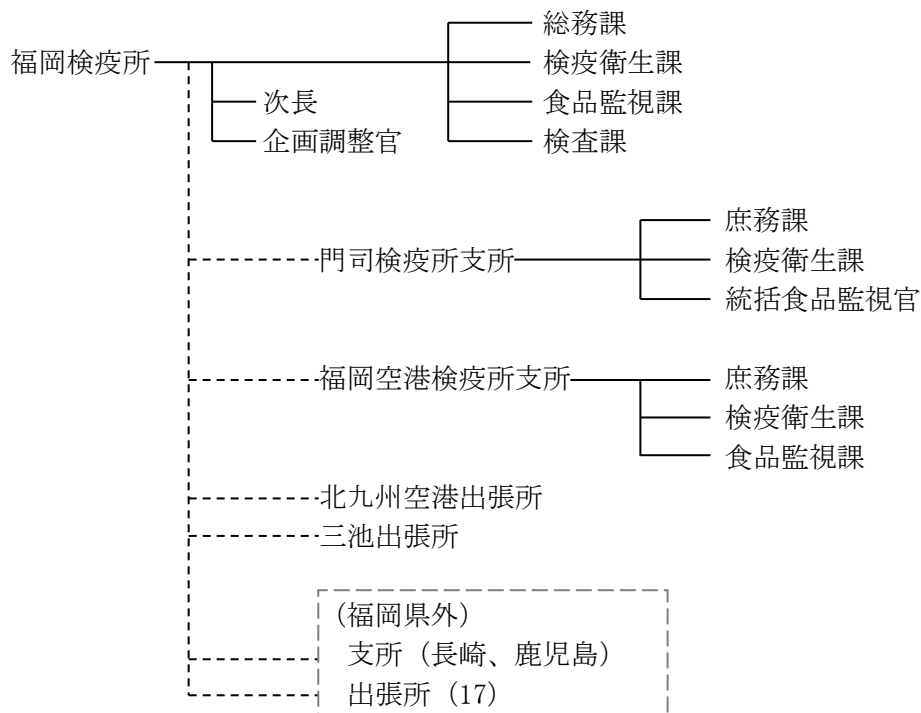 総務課
福岡検疫所
検疫衛生課
次長
食品監視課
企画調整官
検査課
庶務課
門司検疫所支所
検疫衛生課
統括食品監視官
福岡空港検疫所支所
庶務課
検疫衛生課
食品監視課
北九州空港出張所
三池出張所
(福岡県外)
支所(長崎、鹿児島)
出張所(17)